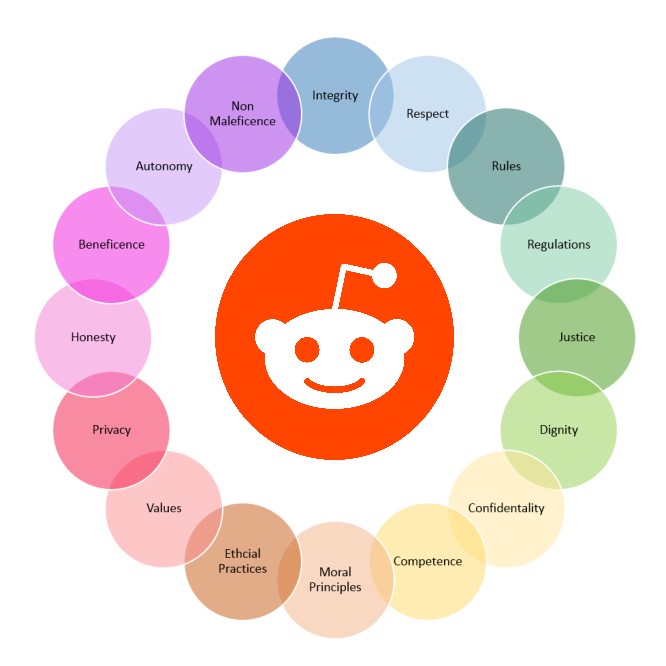 Integrity
Respect
Rules
Regulations
Justice
Dignity
Confidentality
Competence
Moral
Principles
Ethcial
Practices
Values
Privacy
Honesty
Beneficence
Autonomy
Non
Maleficence